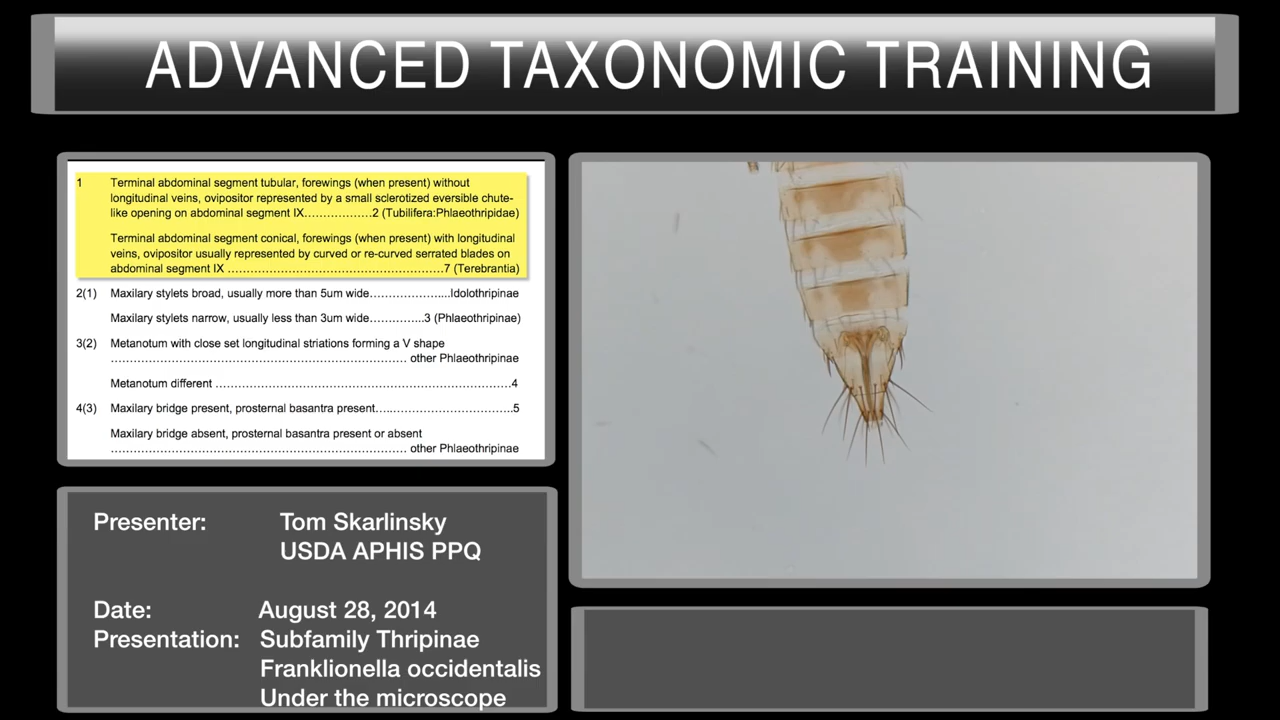 ADVANCED TAXONOMIC TRAINING
1 Terminal abdominal segment tubular, forewings (when present) without
longitudinal veins, ovipositor represented by a small sclerotized eversible chute-
like opening on abdominal segment IX..................2 (Tubilifera:Phlaeothripidae)
Terminal abdominal segment conical, forewings (when present) with longitudinal
veins, ovipositor usually represented by curved or re-curved serrated blades on
abdominal segment IX .........................................................7 (Terebrantia)
2(1) Maxilary stylets broad, usually more than 5um wide.....................Idolothripinae
Maxilary stylets narrow, usually less than 3um wide...............3 (Phlaeothripinae)
3(2) Metanotum with close set longitudinal striations forming a V shape
............................................................................... other Phlaeothripinae
Metanotum different ...............................................................................4
4(3) Maxilary bridge present, prosternal basantra present....................................5
Maxilary bridge absent, prosternal basantra present or absent
............................................................................... other Phlaeothripinae
Presenter: Tom Skarlinsky
USDA APHIS PPQ
Date: August 28, 2014
Presentation: Subfamily Thripinae
Franklionella occidentalis
Under the microscope